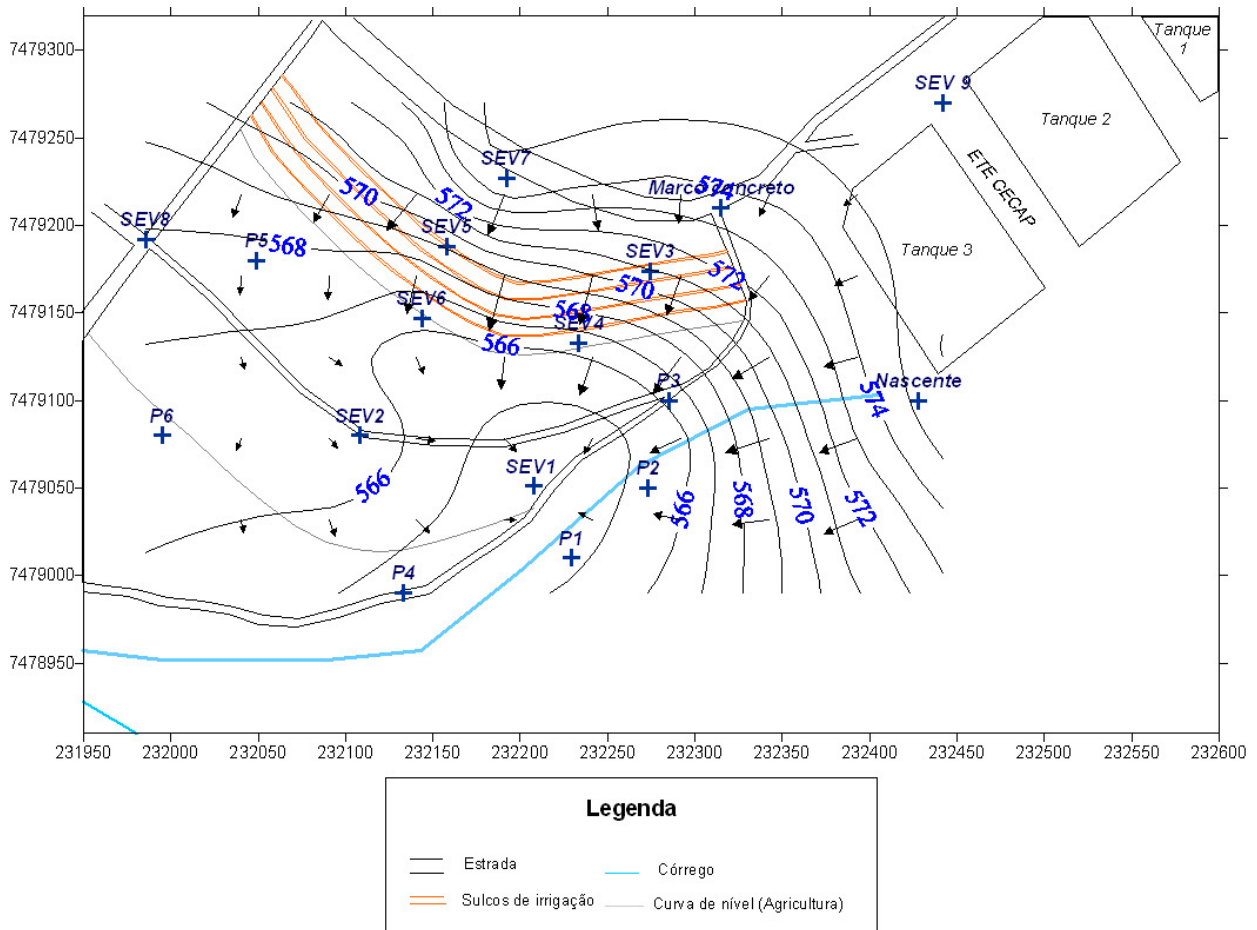 7479300
7479250
7479200
7479150
7479100
7479050
7479000
7478950
Tanque
1
SEV 9
Tanque 2
ETE CECAP
SEV7
570
572
574
Marco concreto
SEV8
P5
568
SEV5
SEV3
572
Tanque 3
570
SEV6
568
SEV4
566
P3
Nascente
574
P6
SEV2
566
SEV1
P2
566
568
570
572
P1
P4
231950 232000 232050 232100 232150 232200 232250 232300 232350 232400 232450 232500 232550 232600
Legenda
Estrada
Córrego
Sulcos de irrigação
Curva de nível (Agricultura)